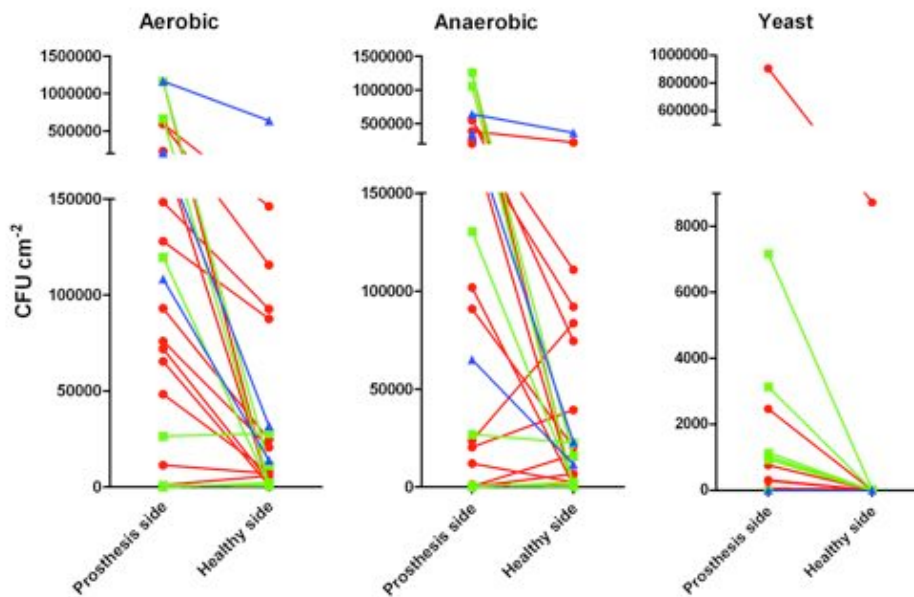 Aerobic
Anaerobic
Yeast
CFU cm-2
1500000
1000000
500000
150000
100000
50000
0
Prosthesis side
Healthy side
1500000
1000000
500000
150000
100000
50000
0
Prosthesis side
Healthy side
1000000
800000
600000
8000
6000
4000
2000
0
Prosthesis side
Healthy side